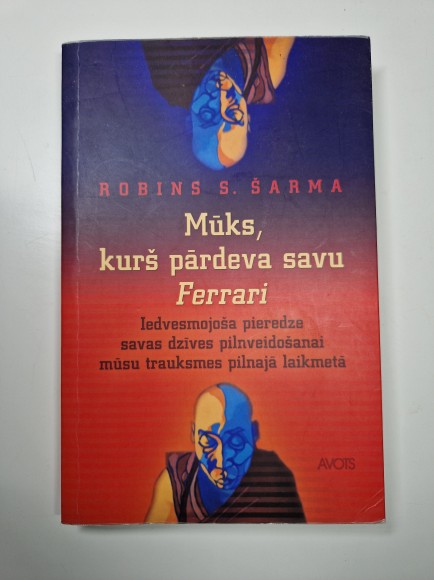 ROBINS S. ŠARMA
Mūks,
kurš pārdeva savu
Ferrari
Iedvesmojoša pieredze
savas dzīves pilnveidošanai
mūsu trauksmes pilnajā laikmetā
AVOTS